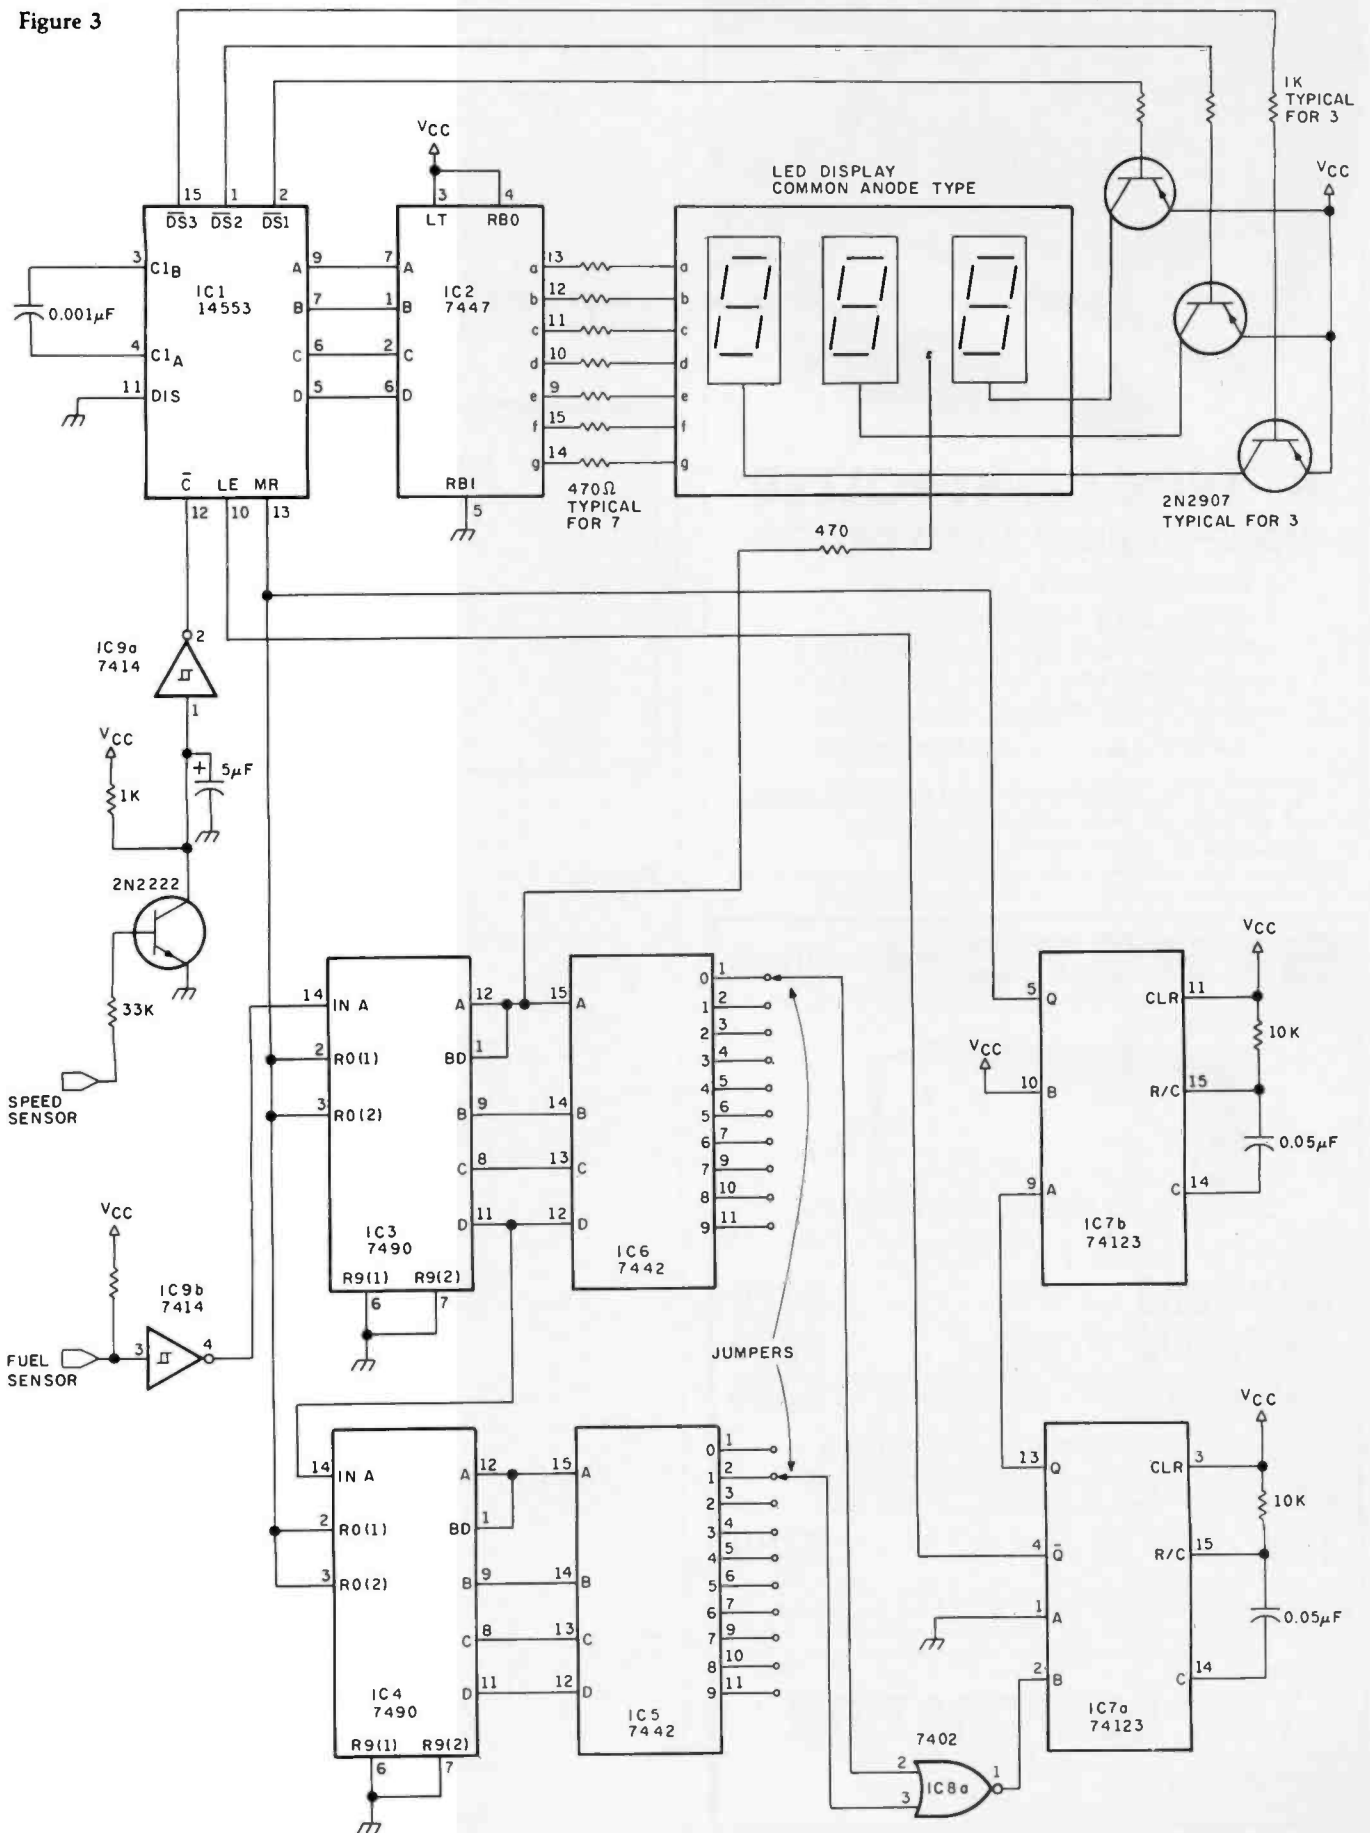 Figure 3
1K
TYPICAL
FOR 3
VCC
VCC
LED DISPLAY
COMMON ANODE TYPE
15 1 2
DS3 DS2 DS1
3 4
LT RBO
3 C1B
0.001µF
4 C1A
11 DIS
IC1
14553
A 9
B 7
C 6
D 5
C LE MR
12 10 13
7 A
1 B
2 C
6 D
IC2
7447
a 13
b 12
c 11
d 10
e 9
f 15
g 14
RBI
5
470Ω
TYPICAL
FOR 7
a
b
c
d
e
f
g
2N2907
TYPICAL FOR 3
470
IC9a
7414
2
1
VCC
1K
+ 5µF
2N2222
33K
SPEED
SENSOR
14 IN A
2 RO(1)
3 RO(2)
A 12
BD 1
B 9
C 8
D 11
IC3
7490
R9(1) R9(2)
6 7
15 A
14 B
13 C
12 D
IC6
7442
0 1
1 2
2 3
3 4
4 5
5 6
6 7
7 9
8 10
9 11
VCC
5 Q
VCC
10 B
9 A
CLR 11
10K
R/C 15
0.05µF
C 14
IC7b
74123
VCC
IC9b
7414
FUEL
SENSOR
3 4
JUMPERS
14 IN A
2 RO(1)
3 RO(2)
A 12
BD 1
B 9
C 8
D 11
IC4
7490
R9(1) R9(2)
6 7
15 A
14 B
13 C
12 D
IC5
7442
0 1
1 2
2 3
3 4
4 5
5 6
6 7
7 9
8 10
9 11
VCC
13 Q
4 Q̅
1 A
2 B
CLR 3
10K
R/C 15
0.05µF
C 14
IC7a
74123
7402
2
3
IC8a
1